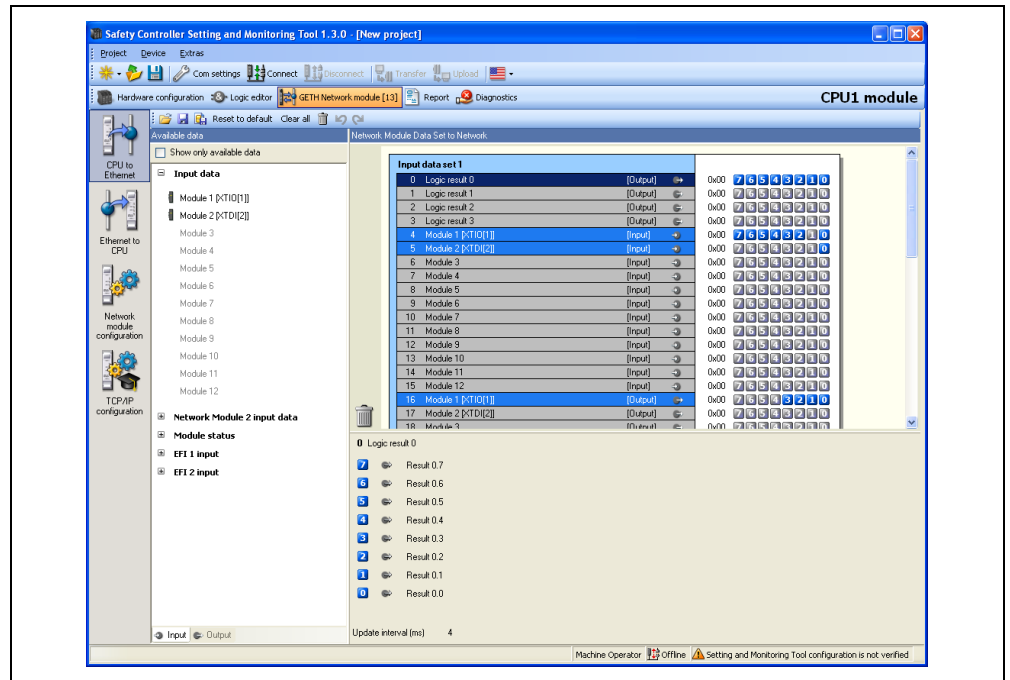 Safety Controller Setting and Monitoring Tool 1.3.0 - [New project]
Project Device Extras
Com settings Connect Disconnect Transfer Upload
Hardware configuration Logic editor GETH Network module [13] Report Diagnostics CPU1 module
Reset to default Clear all
Available data
Show only available data
Input data
Module 1 [XTIO[1]]
Module 2 [XTDI[2]]
Module 3
Module 4
Module 5
Module 6
Module 7
Module 8
Module 9
Module 10
Module 11
Module 12
Network Module 2 input data
Module status
EFI 1 input
EFI 2 input
Input Output
CPU to
Ethernet
Ethernet to
CPU
Network
module
configuration
TCP/IP
configuration
Network Module Data Set to Network
Input data set 1
0 Logic result 0 [Output] 0x00 7 6 5 4 3 2 1 0
1 Logic result 1 [Output] 0x00 7 6 5 4 3 2 1 0
2 Logic result 2 [Output] 0x00 7 6 5 4 3 2 1 0
3 Logic result 3 [Output] 0x00 7 6 5 4 3 2 1 0
4 Module 1 [XTIO[1]] [Input] 0x00 7 6 5 4 3 2 1 0
5 Module 2 [XTDI[2]] [Input] 0x00 7 6 5 4 3 2 1 0
6 Module 3 [Input] 0x00 7 6 5 4 3 2 1 0
7 Module 4 [Input] 0x00 7 6 5 4 3 2 1 0
8 Module 5 [Input] 0x00 7 6 5 4 3 2 1 0
9 Module 6 [Input] 0x00 7 6 5 4 3 2 1 0
10 Module 7 [Input] 0x00 7 6 5 4 3 2 1 0
11 Module 8 [Input] 0x00 7 6 5 4 3 2 1 0
12 Module 9 [Input] 0x00 7 6 5 4 3 2 1 0
13 Module 10 [Input] 0x00 7 6 5 4 3 2 1 0
14 Module 11 [Input] 0x00 7 6 5 4 3 2 1 0
15 Module 12 [Input] 0x00 7 6 5 4 3 2 1 0
16 Module 1 [XTIO[1]] [Output] 0x00 7 6 5 4 3 2 1 0
17 Module 2 [XTDI[2]] [Output] 0x00 7 6 5 4 3 2 1 0
18 Module 3 [Output] 0x00 7 6 5 4 3 2 1 0
0 Logic result 0
7 Result 0.7
6 Result 0.6
5 Result 0.5
4 Result 0.4
3 Result 0.3
2 Result 0.2
1 Result 0.1
0 Result 0.0
Update interval (ms) 4
Machine Operator Offline Setting and Monitoring Tool configuration is not verified